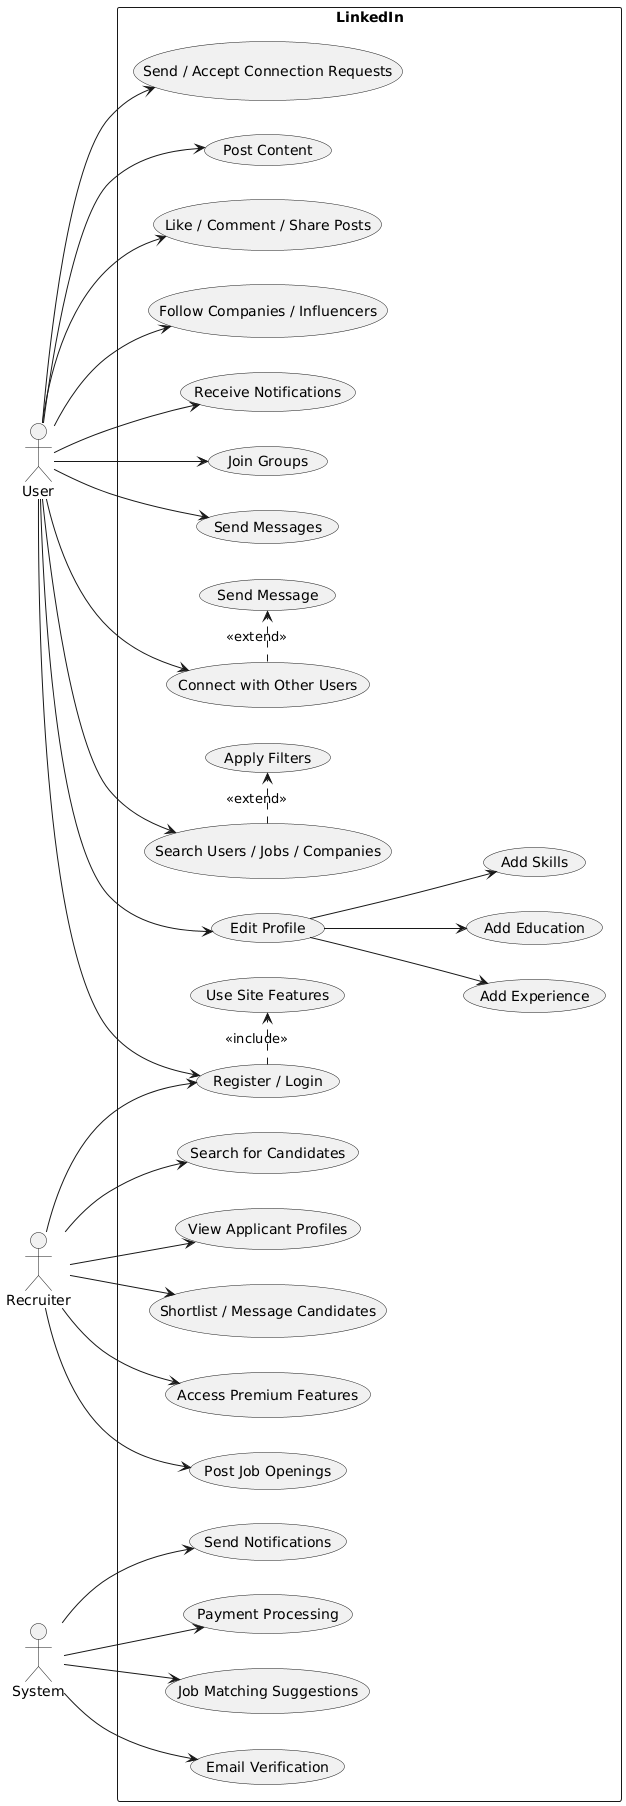 LinkedIn
Send / Accept Connection Requests
Post Content
Like / Comment / Share Posts
Follow Companies / Influencers
Receive Notifications
User
Join Groups
Send Messages
Send Message
«extend»
Connect with Other Users
Apply Filters
«extend»
Search Users / Jobs / Companies
Add Skills
Edit Profile
Add Education
Use Site Features
Add Experience
«include»
Register / Login
Search for Candidates
View Applicant Profiles
Recruiter
Shortlist / Message Candidates
Access Premium Features
Post Job Openings
Send Notifications
Payment Processing
System
Job Matching Suggestions
Email Verification